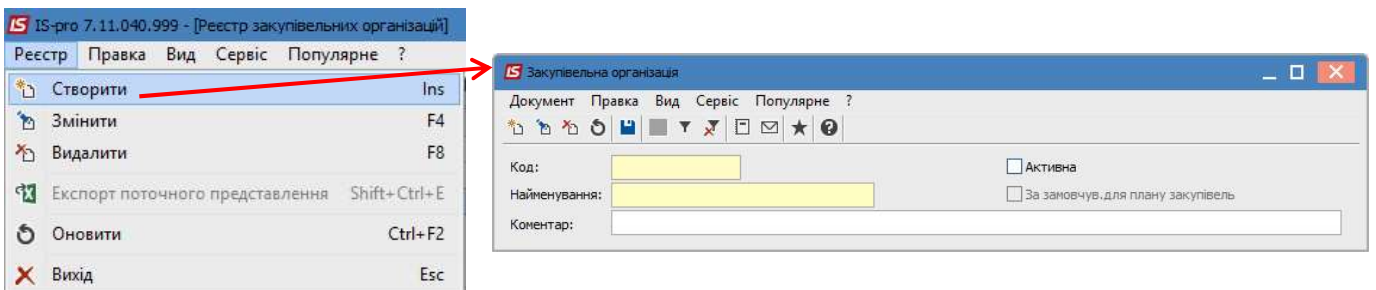 IS-pro 7.11.040.999 - [Реєстр закупівельних організацій]
Реєстр Правка Вид Сервіс Популярне ?
Створити Ins
Змінити F4
Видалити F8
Експорт поточного представлення Shift+Ctrl+E
Оновити Ctrl+F2
Вихід Esc
Закупівельна організація
Документ Правка Вид Сервіс Популярне ?
Код: Активна
Найменування: За замовчув.для плану закупівель
Коментар: